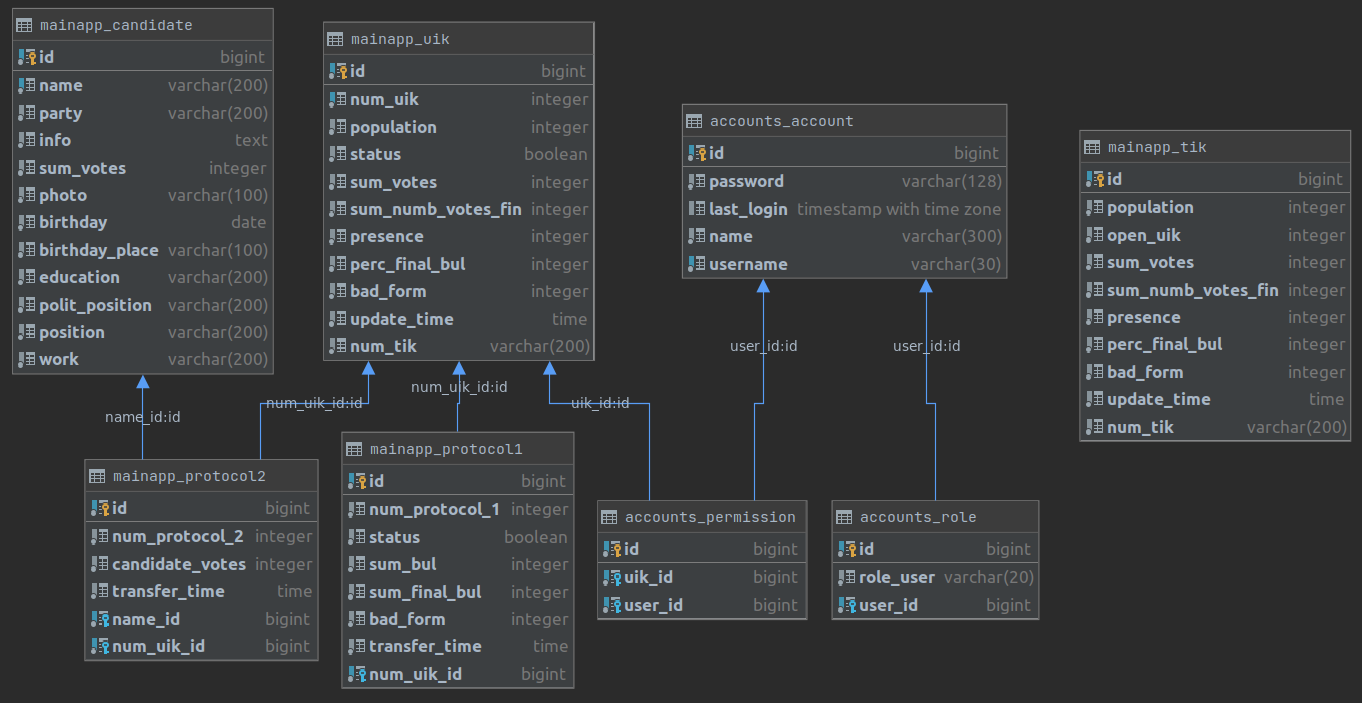 mainapp_candidate
id bigint
name varchar(200)
party varchar(200)
info text
sum_votes integer
photo varchar(100)
birthday date
birthday_place varchar(100)
education varchar(200)
polit_position varchar(200)
position varchar(200)
work varchar(200)
mainapp_uik
id bigint
num_uik integer
population integer
status boolean
sum_votes integer
sum_numb_votes_fin integer
presence integer
perc_final_bul integer
bad_form integer
update_time time
num_tik varchar(200)
accounts_account
id bigint
password varchar(128)
last_login timestamp with time zone
name varchar(300)
username varchar(30)
mainapp_tik
id bigint
population integer
open_uik integer
sum_votes integer
sum_numb_votes_fin integer
presence integer
perc_final_bul integer
bad_form integer
update_time time
num_tik varchar(200)
user_id:id
user_id:id
num_uik_id:id
name_id:id
num_uik_id:id
uik_id:id
mainapp_protocol2
id bigint
num_protocol_2 integer
candidate_votes integer
transfer_time time
name_id bigint
num_uik_id bigint
mainapp_protocol1
id bigint
num_protocol_1 integer
status boolean
sum_bul integer
sum_final_bul integer
bad_form integer
transfer_time time
num_uik_id bigint
accounts_permission
id bigint
uik_id bigint
user_id bigint
accounts_role
id bigint
role_user varchar(20)
user_id bigint